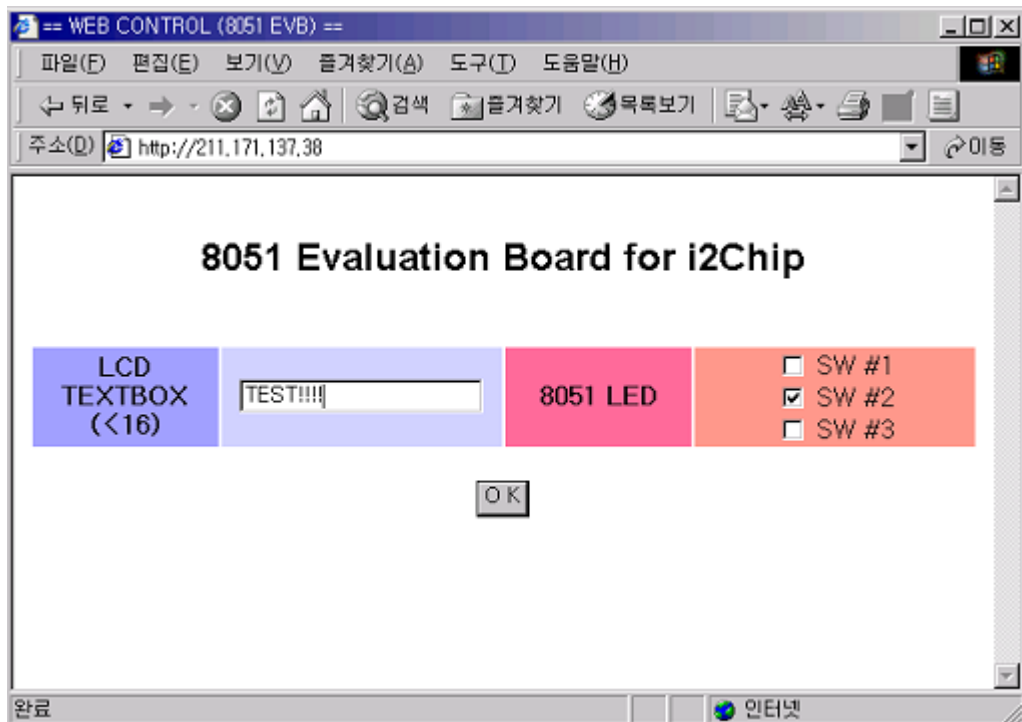 == WEB CONTROL (8051 EVB) ==
파일(F) 편집(E) 보기(V) 즐겨찾기(A) 도구(T) 도움말(H)
뒤로 검색 즐겨찾기 목록보기
주소(D) http://211.171.137.38 이동
8051 Evaluation Board for i2Chip
LCD
TEXTBOX
(<16)
TEST!!!!
8051 LED
SW #1
SW #2
SW #3
O K
완료 인터넷